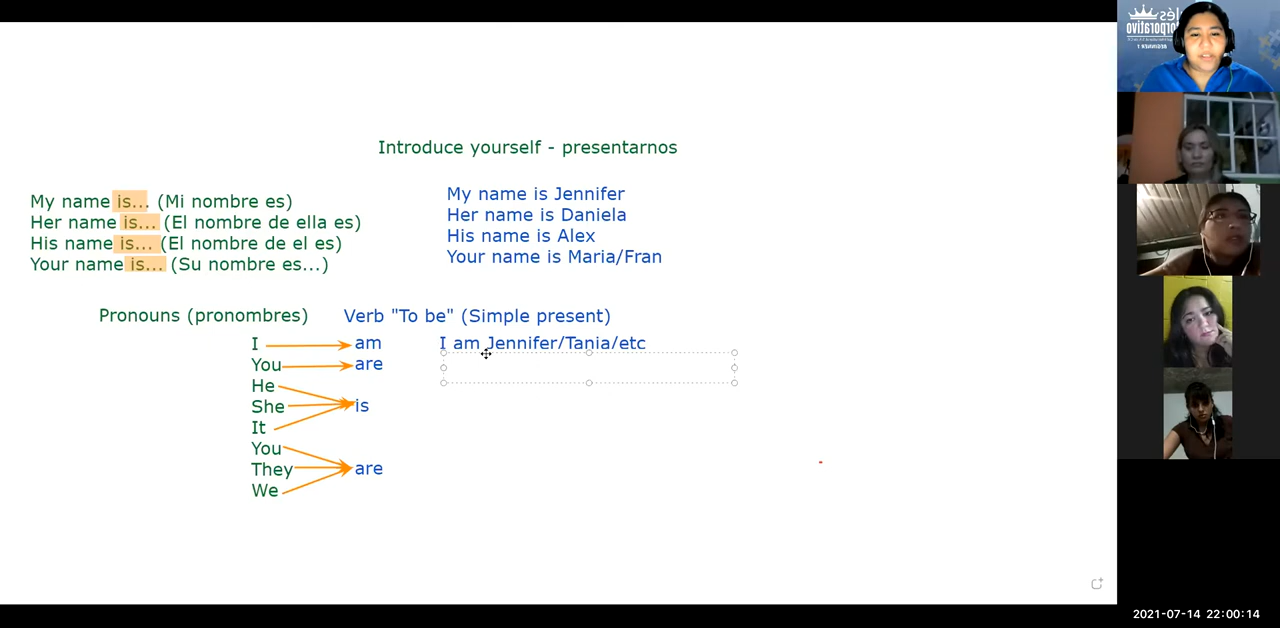 Introduce yourself - presentarnos
My name is... (Mi nombre es)
Her name is... (El nombre de ella es)
His name is... (El nombre de el es)
Your name is... (Su nombre es...)
My name is Jennifer
Her name is Daniela
His name is Alex
Your name is Maria/Fran
Pronouns (pronombres)
Verb "To be" (Simple present)
I
am
I am Jennifer/Tania/etc
You
are
He
She
is
It
You
They
are
We
2021-07-14 22:00:14